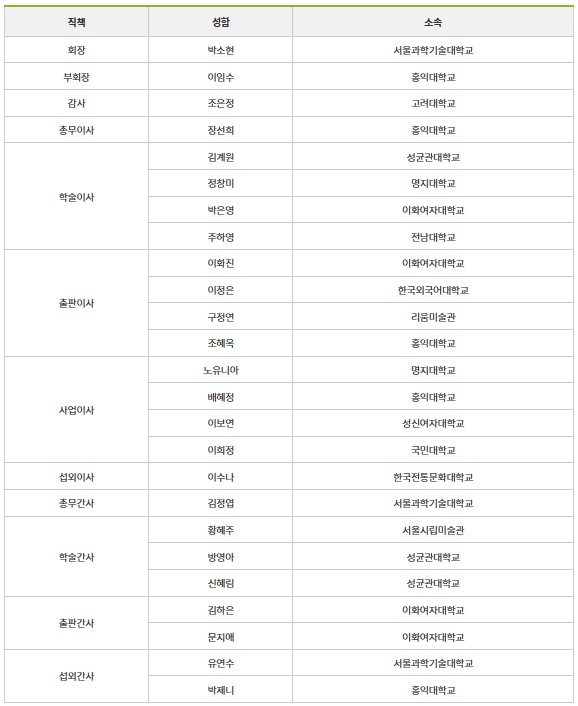 직책 성함 소속
회장 박소현 서울과학기술대학교
부회장 이임수 홍익대학교
감사 조은정 고려대학교
총무이사 장선희 홍익대학교
학술이사 김계원 성균관대학교
정창미 명지대학교
박은영 이화여자대학교
주하영 전남대학교
출판이사 이화진 이화여자대학교
이정은 한국외국어대학교
구정연 리움미술관
조혜옥 홍익대학교
사업이사 노유니아 명지대학교
배혜정 홍익대학교
이보연 성신여자대학교
이희정 국민대학교
섭외이사 이수나 한국전통문화대학교
총무간사 김정엽 서울과학기술대학교
학술간사 황혜주 서울시립미술관
방영아 성균관대학교
신혜림 성균관대학교
출판간사 김하은 이화여자대학교
문지애 이화여자대학교
섭외간사 유연수 서울과학기술대학교
박제니 홍익대학교